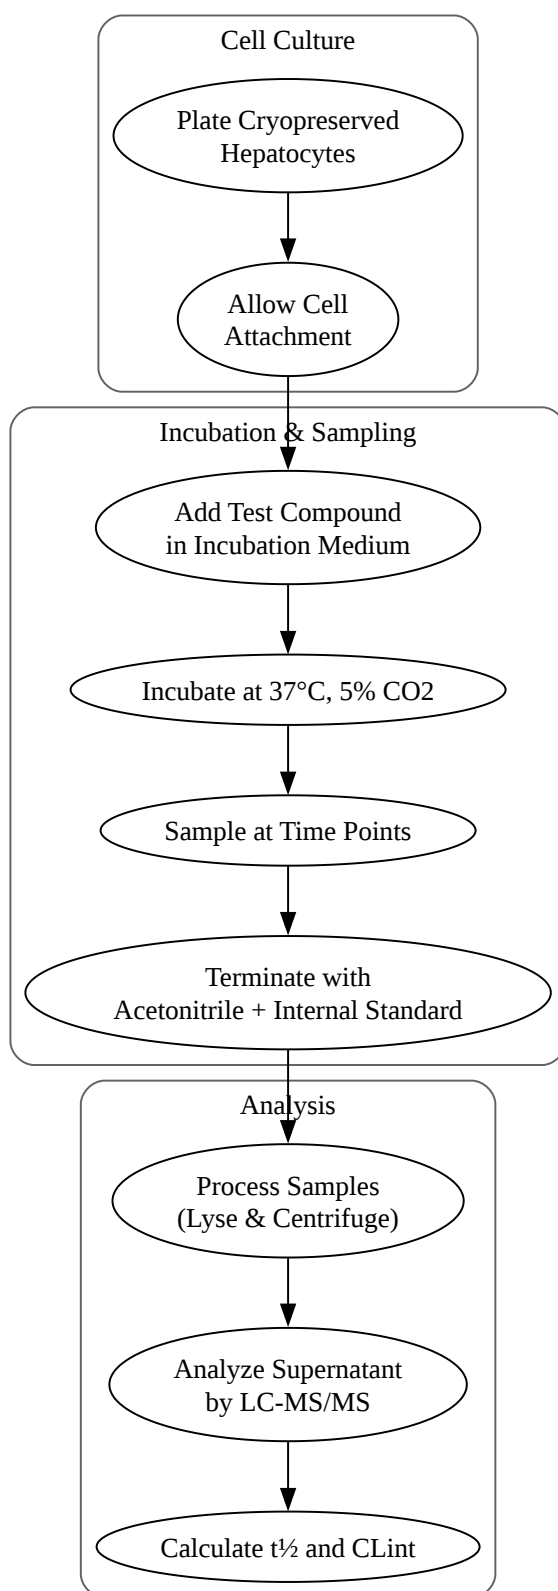 Cell Culture
Plate Cryopreserved
Hepatocytes
Allow Cell
Attachment
Incubation & Sampling
Add Test Compound
in Incubation Medium
Incubate at 37°C, 5% CO2
Sample at Time Points
Terminate with
Acetonitrile + Internal Standard
Analysis
Process Samples
(Lyse & Centrifuge)
Analyze Supernatant
by LC-MS/MS
Calculate t½ and CLint